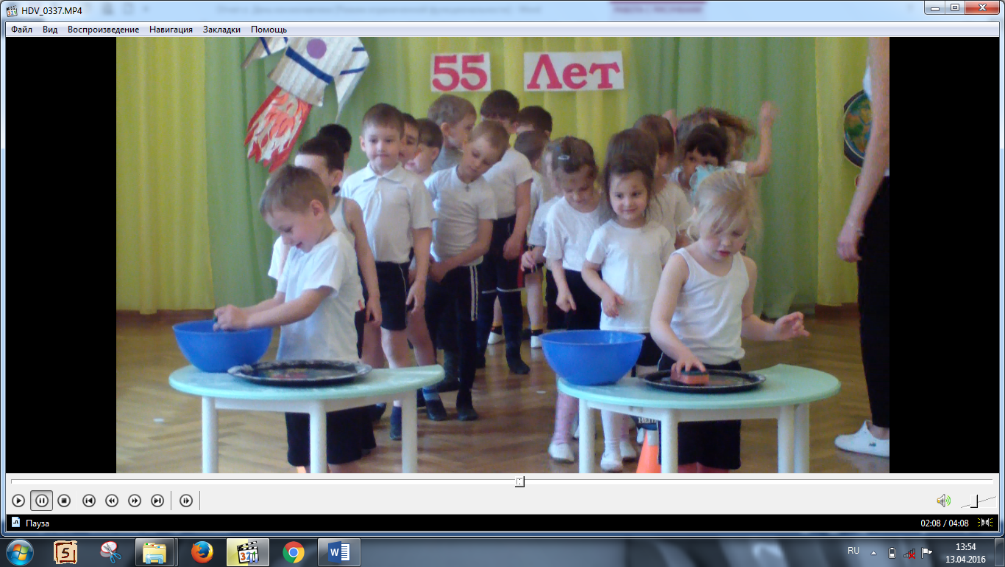 HDV_0337.MP4
Файл Вид Воспроизведение Навигация Закладки Помощь
55 Лет
Пауза
02:08 / 04:08
RU
13:54
13.04.2016